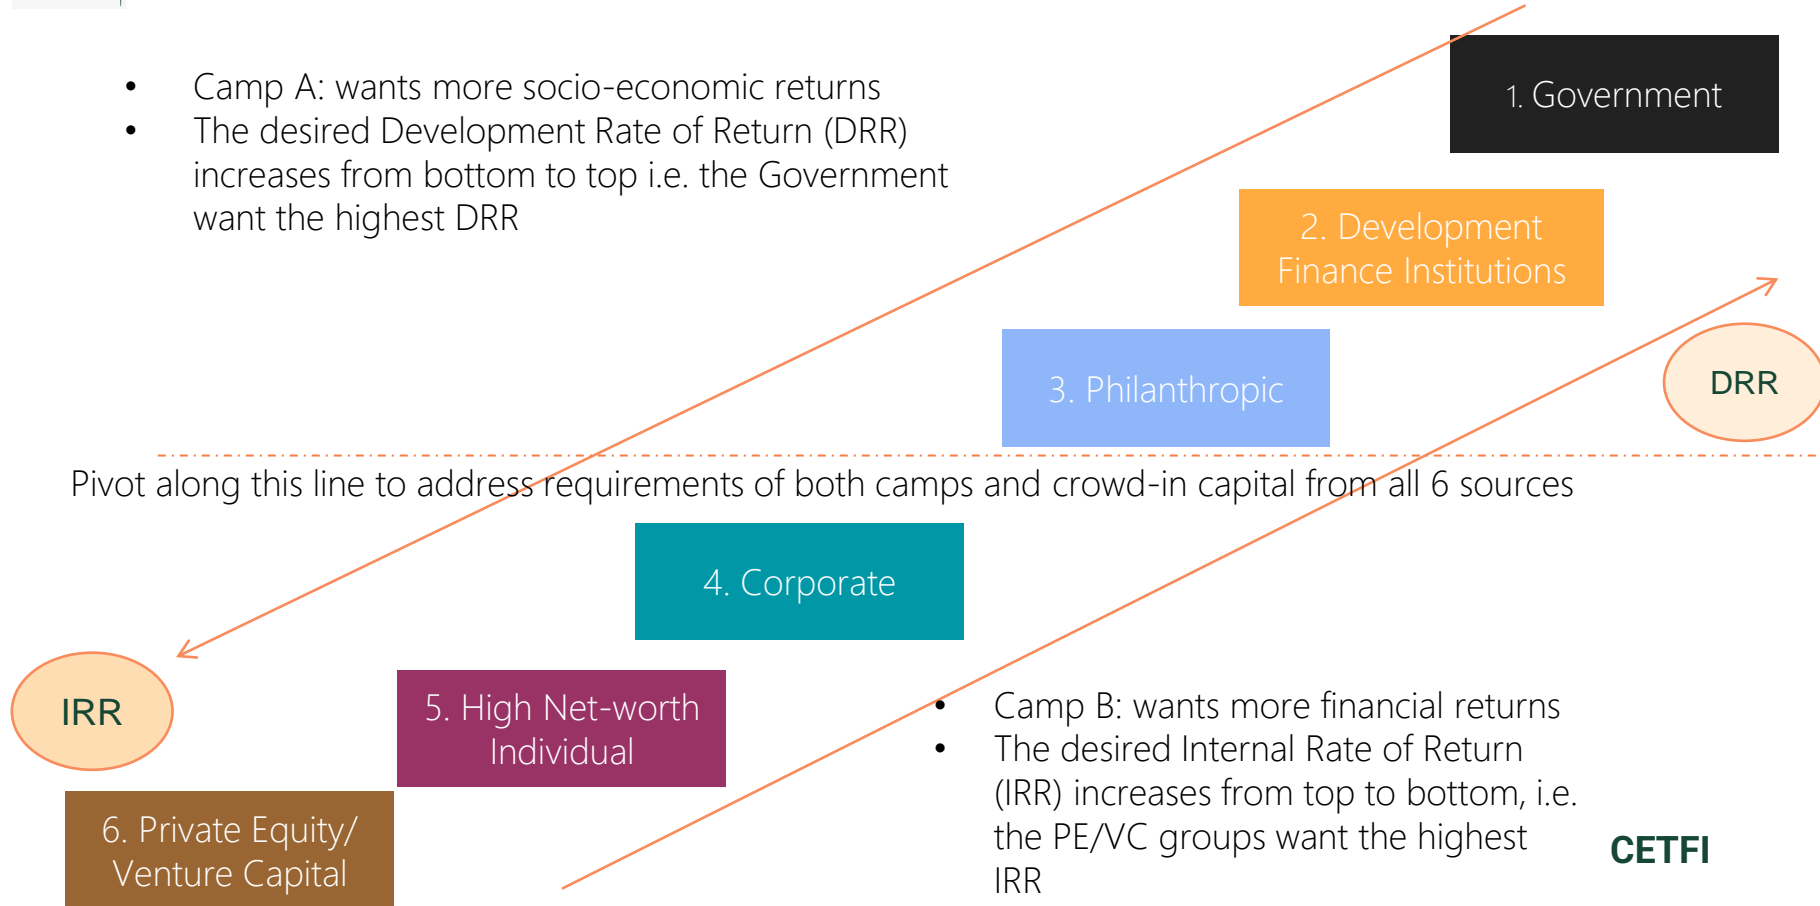 • Camp A: wants more socio-economic returns
• The desired Development Rate of Return (DRR)
increases from bottom to top i.e. the Government
want the highest DRR
1. Government
2. Development
Finance Institutions
3. Philanthropic
DRR
Pivot along this line to address requirements of both camps and crowd-in capital from all 6 sources
4. Corporate
IRR
5. High Net-worth
Individual
6. Private Equity/
Venture Capital
• Camp B: wants more financial returns
• The desired Internal Rate of Return
(IRR) increases from top to bottom, i.e.
the PE/VC groups want the highest
IRR
CETFI